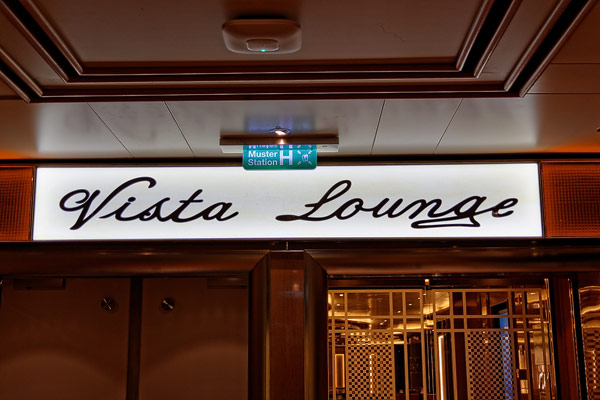 Muster H
Station
Vista Lounge